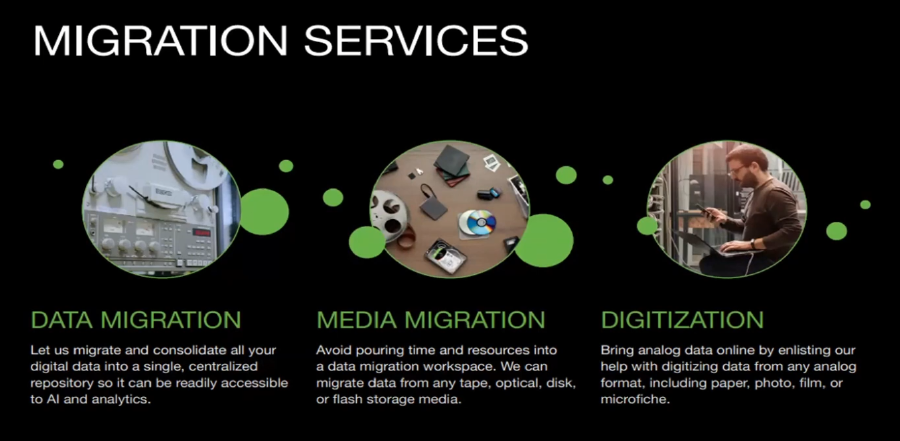 MIGRATION SERVICES
DATA MIGRATION
Let us migrate and consolidate all your
digital data into a single, centralized
repository so it can be readily accessible
to AI and analytics.
MEDIA MIGRATION
Avoid pouring time and resources into
a data migration workspace. We can
migrate data from any tape, optical, disk,
or flash storage media.
DIGITIZATION
Bring analog data online by enlisting our
help with digitizing data from any analog
format, including paper, photo, film, or
microfiche.